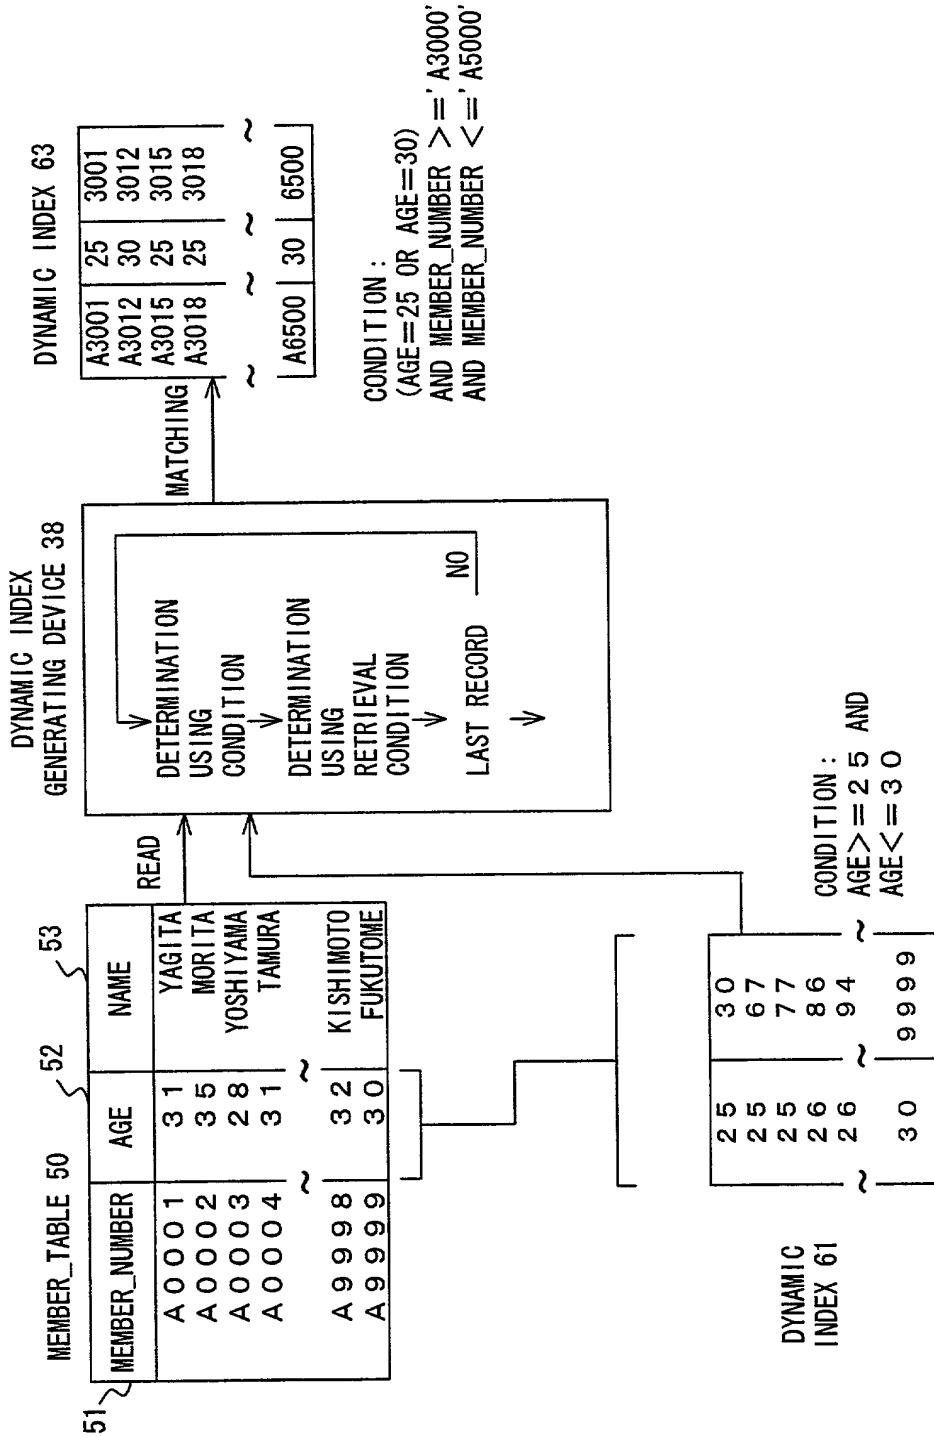 MEMBER_TABLE 50
51
52
53
MEMBER_NUMBER AGE NAME
A0001 31 YAGITA
A0002 35 MORITA
A0003 28 YOSHIYAMA
A0004 31 TAMURA
~ ~
A9998 32 KISHIMOTO
A9999 30 FUKUTOME
READ
DYNAMIC INDEX
GENERATING DEVICE 38
DETERMINATION
USING
CONDITION
DETERMINATION
USING
RETRIEVAL
CONDITION
LAST RECORD
NO
MATCHING
DYNAMIC INDEX 63
A3001 25 3001
A3012 30 3012
A3015 25 3015
A3018 25 3018
~ ~ ~
A6500 30 6500
CONDITION:
(AGE=25 OR AGE=30)
AND MEMBER_NUMBER >='A3000'
AND MEMBER_NUMBER <='A5000'
DYNAMIC
INDEX 61
25 30
25 67
25 77
26 86
26 94
~ ~ ~
30 9999
CONDITION:
AGE>=25 AND
AGE<=30